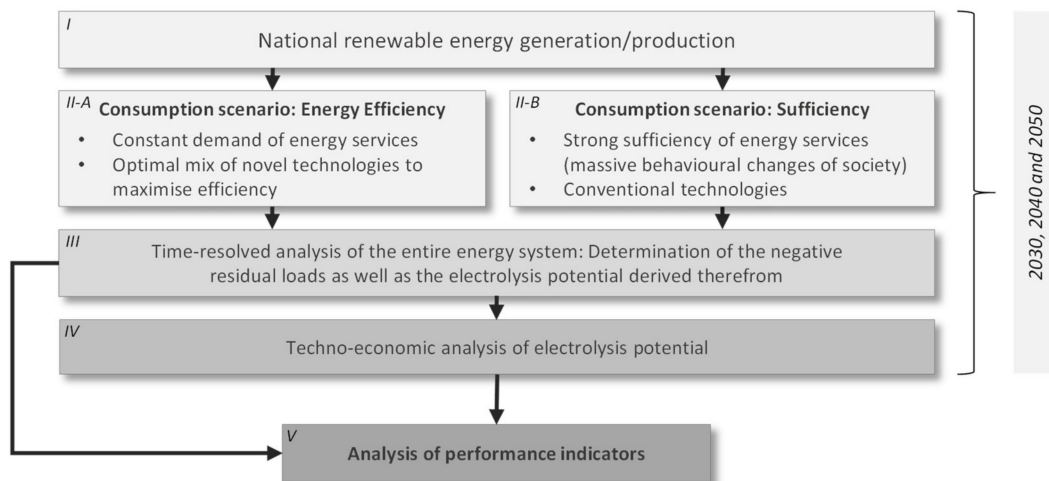 I
National renewable energy generation/production
II-A
Consumption scenario: Energy Efficiency
• Constant demand of energy services
• Optimal mix of novel technologies to
maximise efficiency
II-B
Consumption scenario: Sufficiency
• Strong sufficiency of energy services
(massive behavioural changes of society)
• Conventional technologies
III
Time-resolved analysis of the entire energy system: Determination of the negative
residual loads as well as the electrolysis potential derived therefrom
IV
Techno-economic analysis of electrolysis potential
V
Analysis of performance indicators
2030, 2040 and 2050